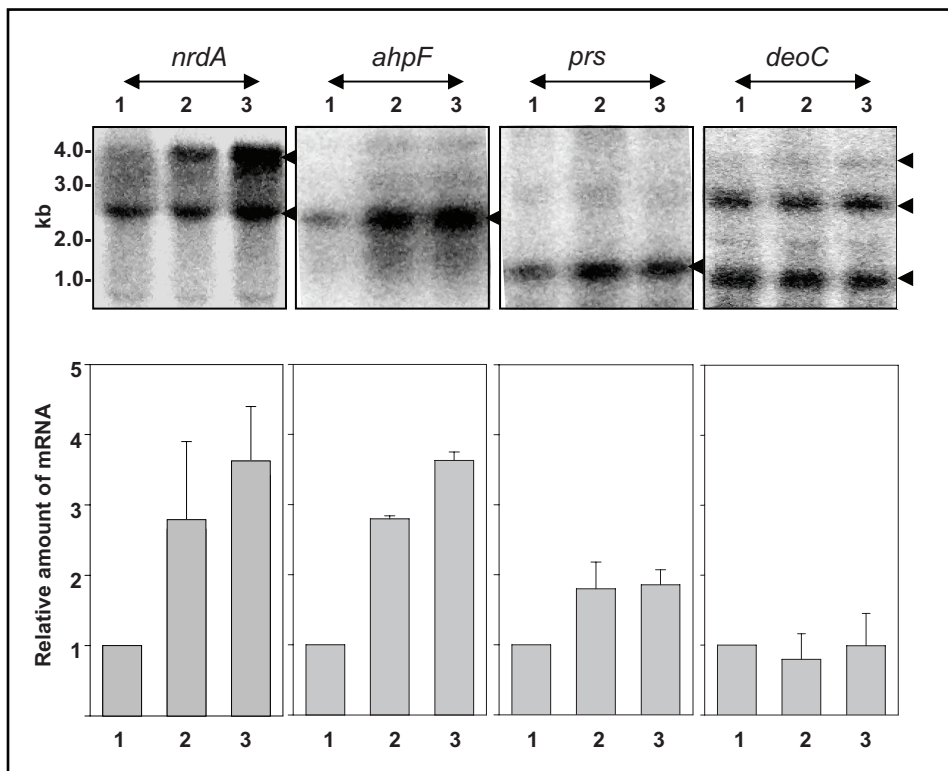 nrdA ahpF prs deoC
1 2 3 1 2 3 1 2 3 1 2 3
4.0-
3.0-
2.0-
1.0-
kb
5
4
3
2
1
Relative amount of mRNA
1 2 3 1 2 3 1 2 3 1 2 3